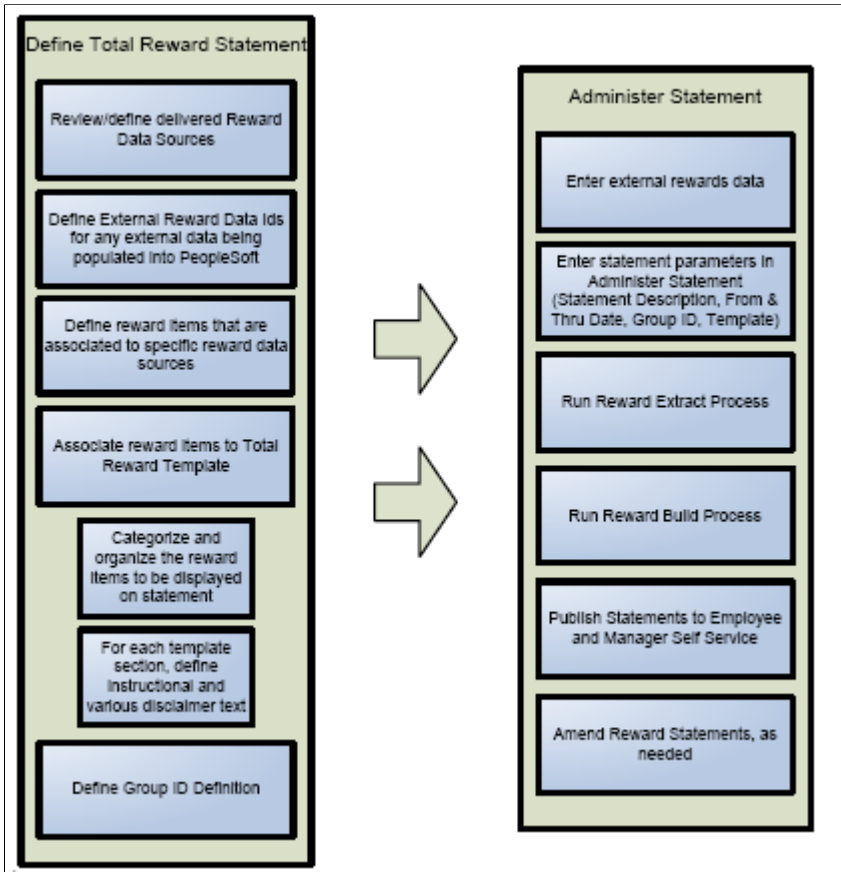 Define Total Reward Statement
Review/define delivered Reward
Data Sources
Define External Reward Data Ids
for any external data being
populated into PeopleSoft
Define reward items that are
associated to specific reward data
sources
Associate reward items to Total
Reward Template
Categorize and
organize the reward
items to be displayed
on statement
For each template
section, define
instructional and
various disclaimer text
Define Group ID Definition
Administer Statement
Enter external rewards data
Enter statement parameters in
Administer Statement
(Statement Description, From &
Thru Date, Group ID, Template)
Run Reward Extract Process
Run Reward Build Process
Publish Statements to Employee
and Manager Self Service
Amend Reward Statements, as
needed